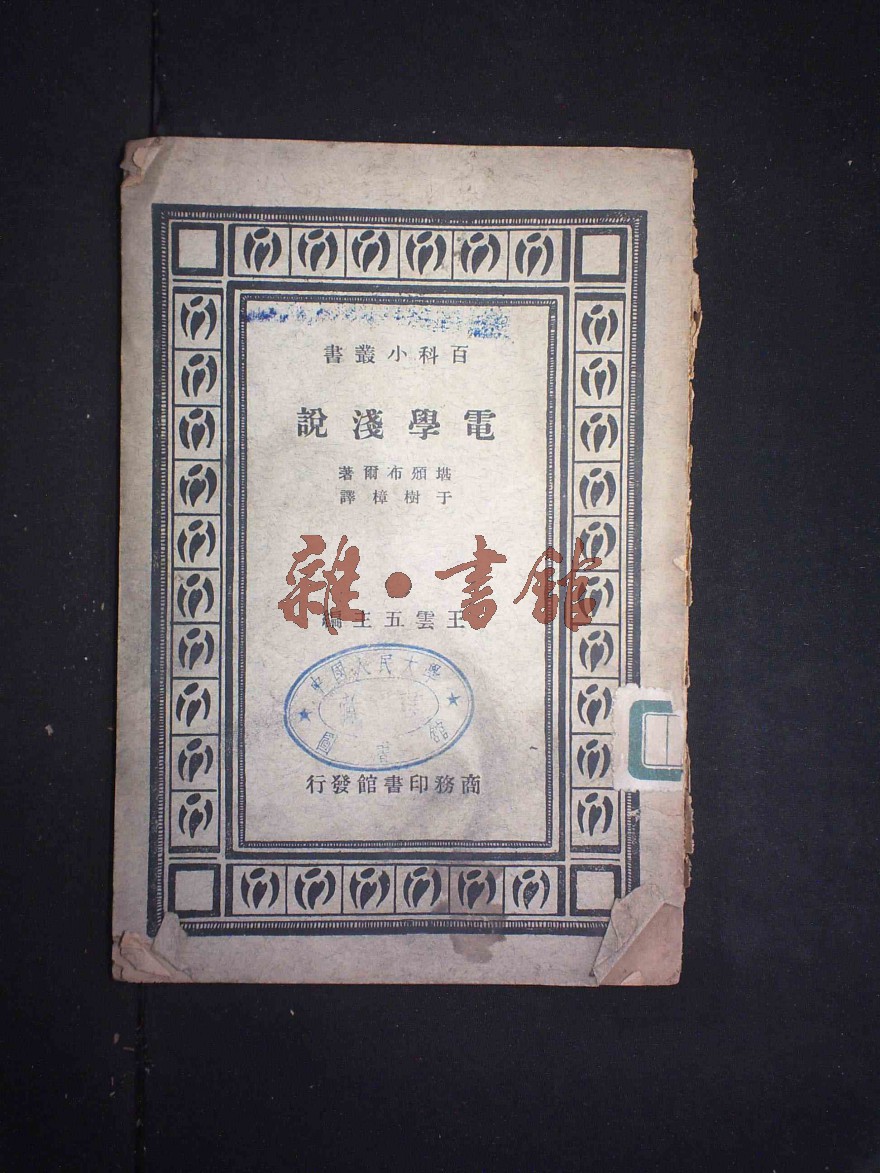 百科小叢書
電學淺說
布爾著
于樹樟譯
雜·書館
王雲五主編
中國人民大學
圖書館
商務印書館發行